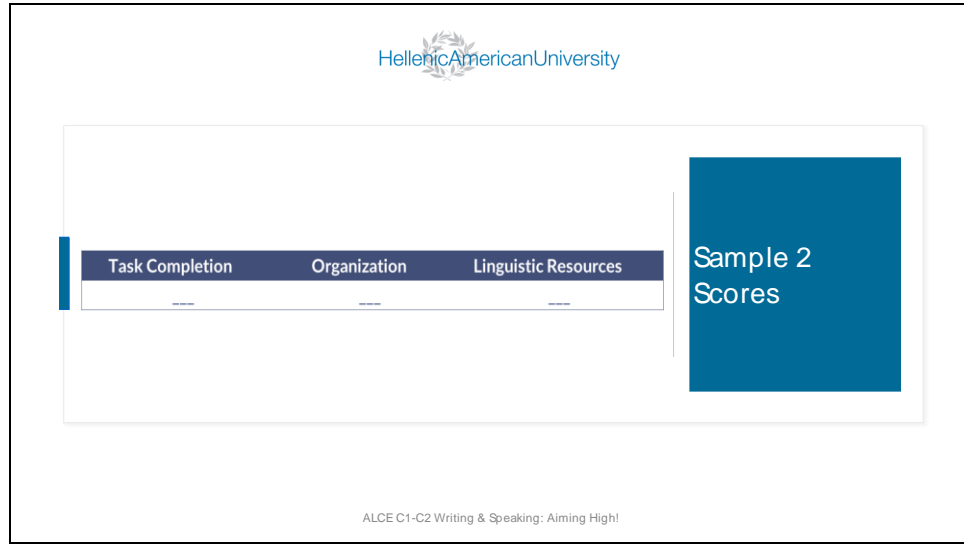 HellenicAmericanUniversity
Task Completion Organization Linguistic Resources
___ ___ ___
Sample 2
Scores
ALCE C1-C2 Writing & Speaking: Aiming High!